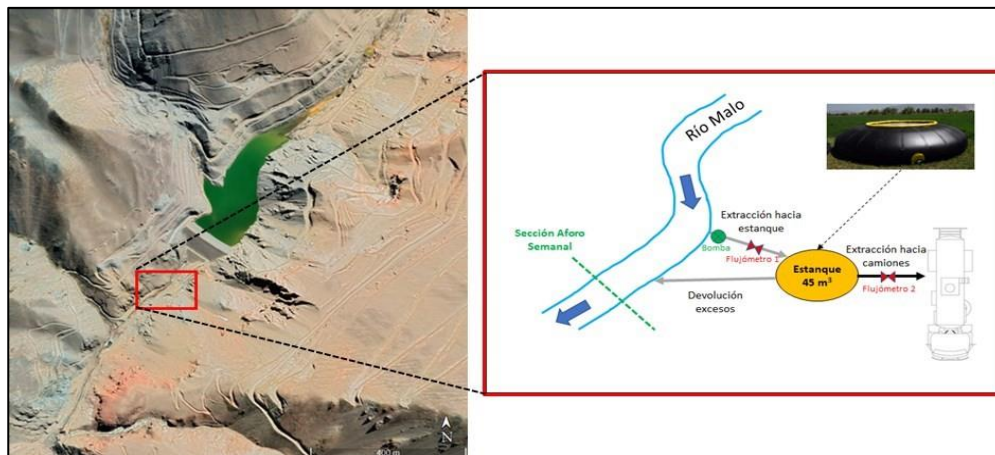 Río Malo
Sección Aforo
Semanal
Extracción hacia
estanque
Bomba
Flujómetro 1
Estanque
45 m³
Extracción hacia
camiones
Flujómetro 2
Devolución
excesos
N
400 m